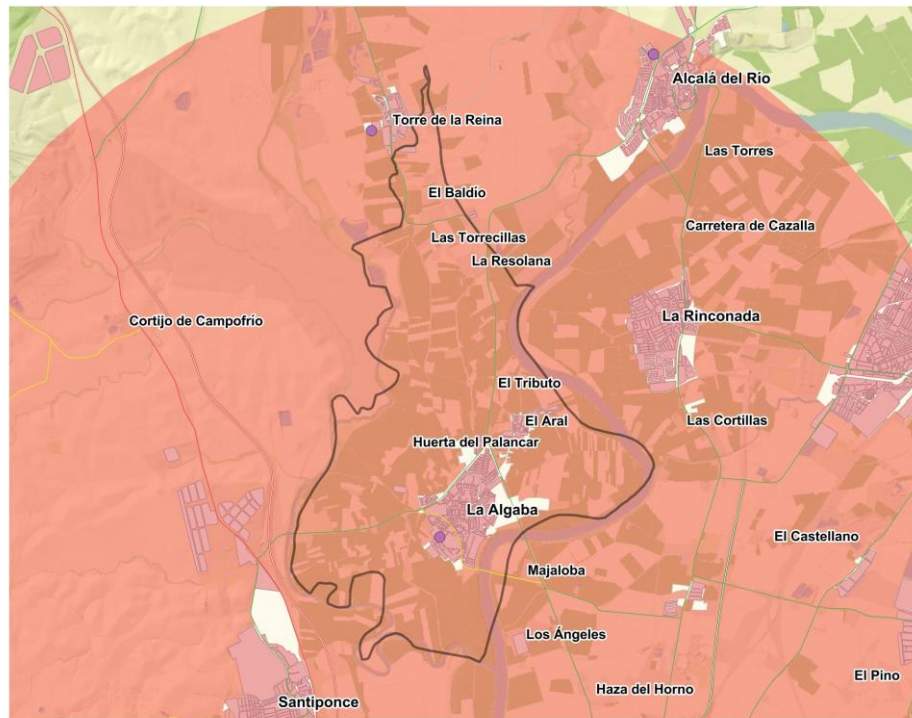 Alcalá del Río
Torre de la Reina
Las Torres
El Baldio
Carretera de Cazalla
Las Torrecillas
La Resolana
Cortijo de Campofrío
La Rinconada
El Tributo
El Aral
Las Cortillas
Huerta del Palancar
La Algaba
El Castellano
Majaloba
Los Ángeles
El Pino
Haza del Horno
Santiponce